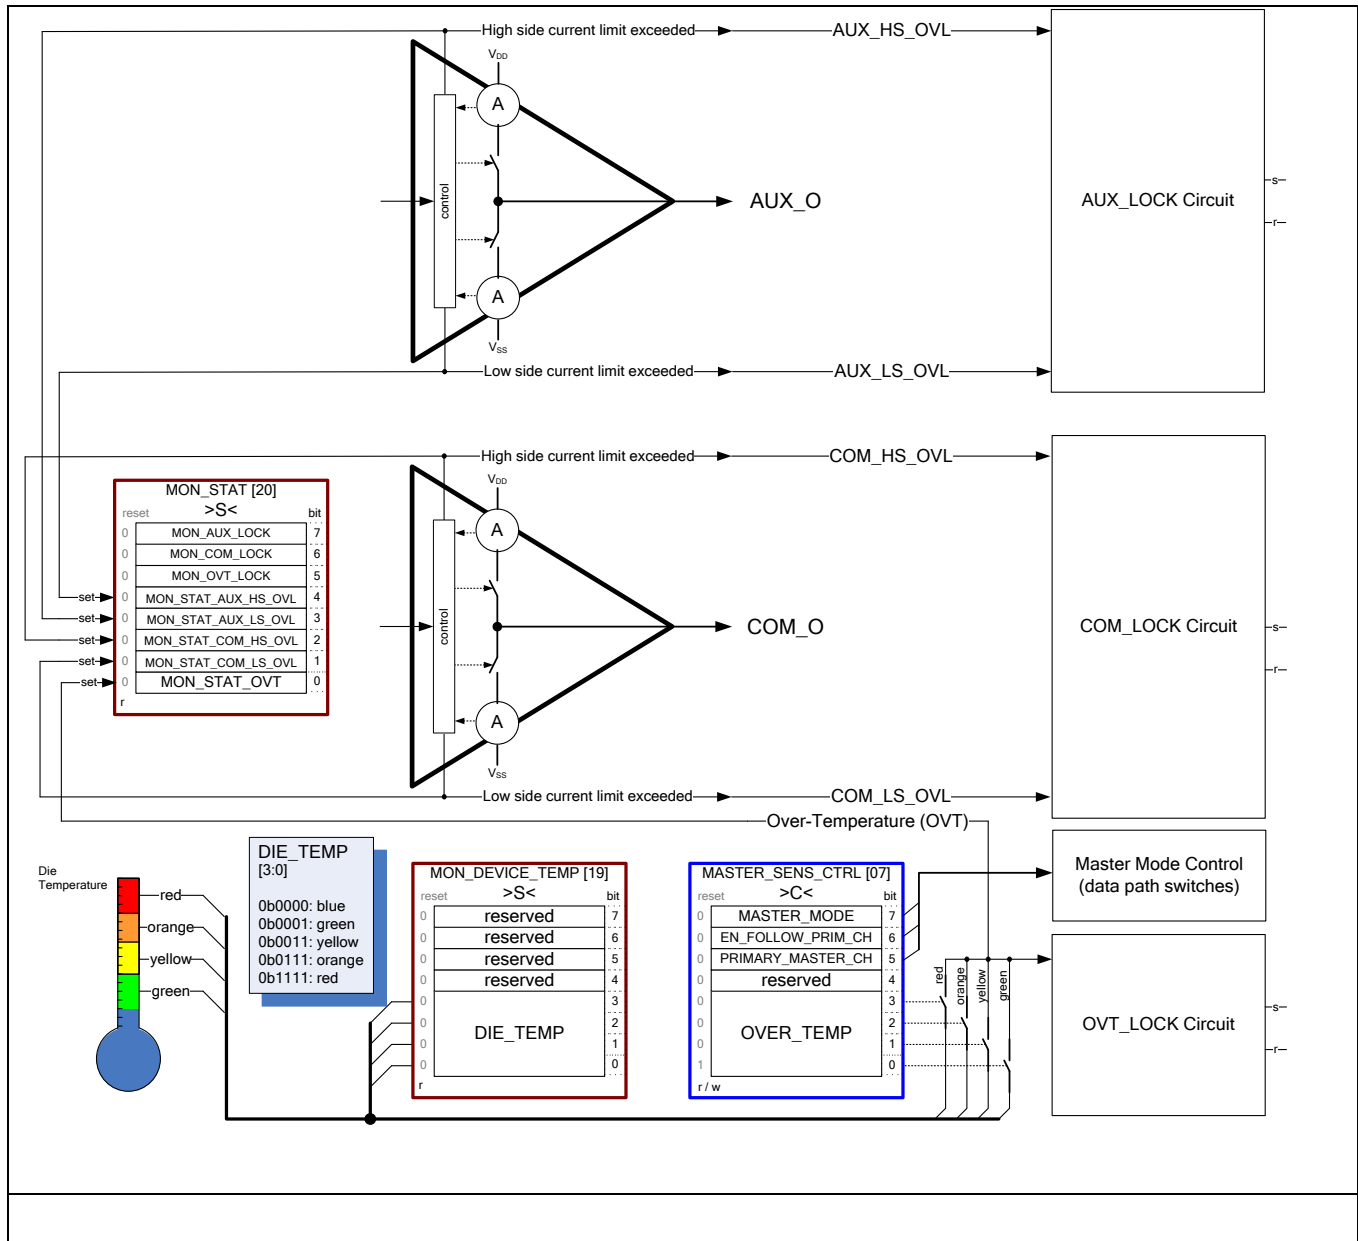 High side current limit exceeded
AUX_HS_OVL
VDD
A
control
AUX_O
A
VSS
Low side current limit exceeded
AUX_LS_OVL
AUX_LOCK Circuit
s
r
High side current limit exceeded
COM_HS_OVL
VDD
A
control
COM_O
A
VSS
Low side current limit exceeded
COM_LS_OVL
COM_LOCK Circuit
s
r
MON_STAT [20]
reset >S< bit
0 MON_AUX_LOCK 7
0 MON_COM_LOCK 6
0 MON_OVT_LOCK 5
set 0 MON_STAT_AUX_HS_OVL 4
set 0 MON_STAT_AUX_LS_OVL 3
set 0 MON_STAT_COM_HS_OVL 2
set 0 MON_STAT_COM_LS_OVL 1
set 0 MON_STAT_OVT 0
r
Over-Temperature (OVT)
Die
Temperature
red
orange
yellow
green
DIE_TEMP
[3:0]
0b0000: blue
0b0001: green
0b0011: yellow
0b0111: orange
0b1111: red
MON_DEVICE_TEMP [19]
reset >S< bit
0 reserved 7
0 reserved 6
0 reserved 5
0 reserved 4
0 3
0 2
DIE_TEMP
0 1
0 0
r
MASTER_SENS_CTRL [07]
reset >C< bit
0 MASTER_MODE 7
0 EN_FOLLOW_PRIM_CH 6
0 PRIMARY_MASTER_CH 5
0 reserved 4
0 3
0 2
OVER_TEMP
0 1
1 0
r / w
red
orange
yellow
green
Master Mode Control
(data path switches)
OVT_LOCK Circuit
s
r